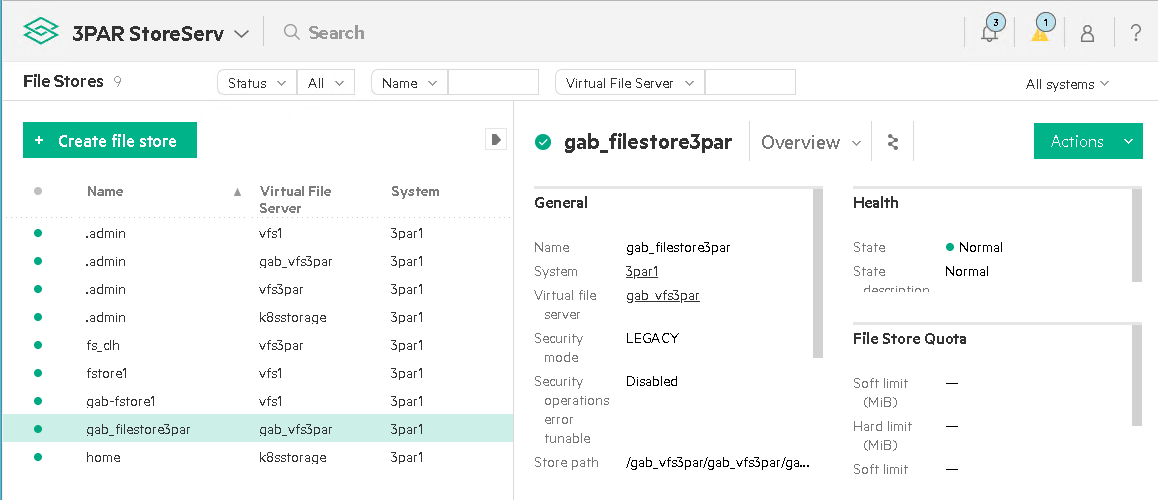 3PAR StoreServ Search 3 1 ?
File Stores 9 Status All Name Virtual File Server All systems
+ Create file store
Name Virtual File Server System
.admin vfs1 3par1
.admin gab_vfs3par 3par1
.admin vfs3par 3par1
.admin k8sstorage 3par1
fs_clh vfs3par 3par1
fstore1 vfs1 3par1
gab-fstore1 vfs1 3par1
gab_filestore3par gab_vfs3par 3par1
home k8sstorage 3par1
gab_filestore3par Overview Actions
General
Name gab_filestore3par
System 3par1
Virtual file gab_vfs3par
server
Security LEGACY
mode
Security Disabled
operations
error
tunable
Store path /gab_vfs3par/gab_vfs3par/ga...
Health
State Normal
State Normal
description
File Store Quota
Soft limit —
(MiB)
Hard limit —
(MiB)
Soft limit —